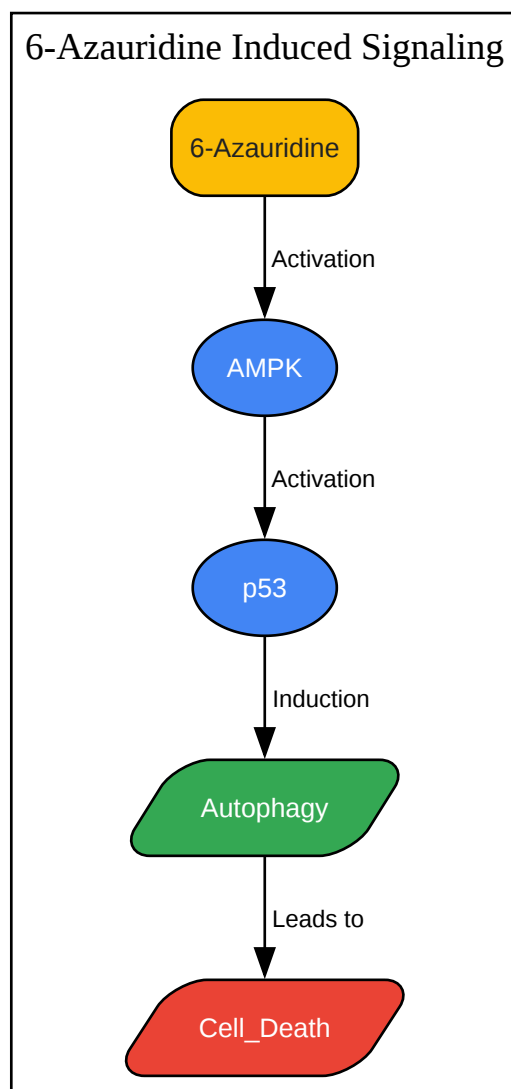 6-Azauridine Induced Signaling
6-Azauridine
Activation
AMPK
Activation
p53
Induction
Autophagy
Leads to
Cell_Death